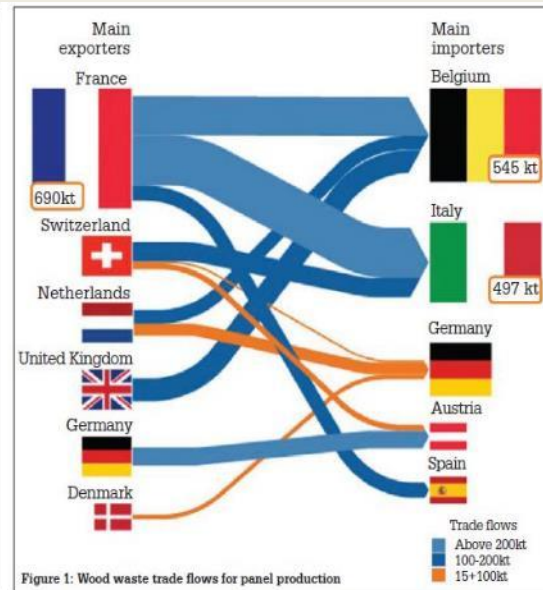 Main
exporters
Main
importers
France
Belgium
690kt
545 kt
Switzerland
Italy
497 kt
Netherlands
Germany
United Kingdom
Austria
Germany
Spain
Denmark
Trade flows
Above 200kt
100-200kt
15+100kt
Figure 1: Wood waste trade flows for panel production